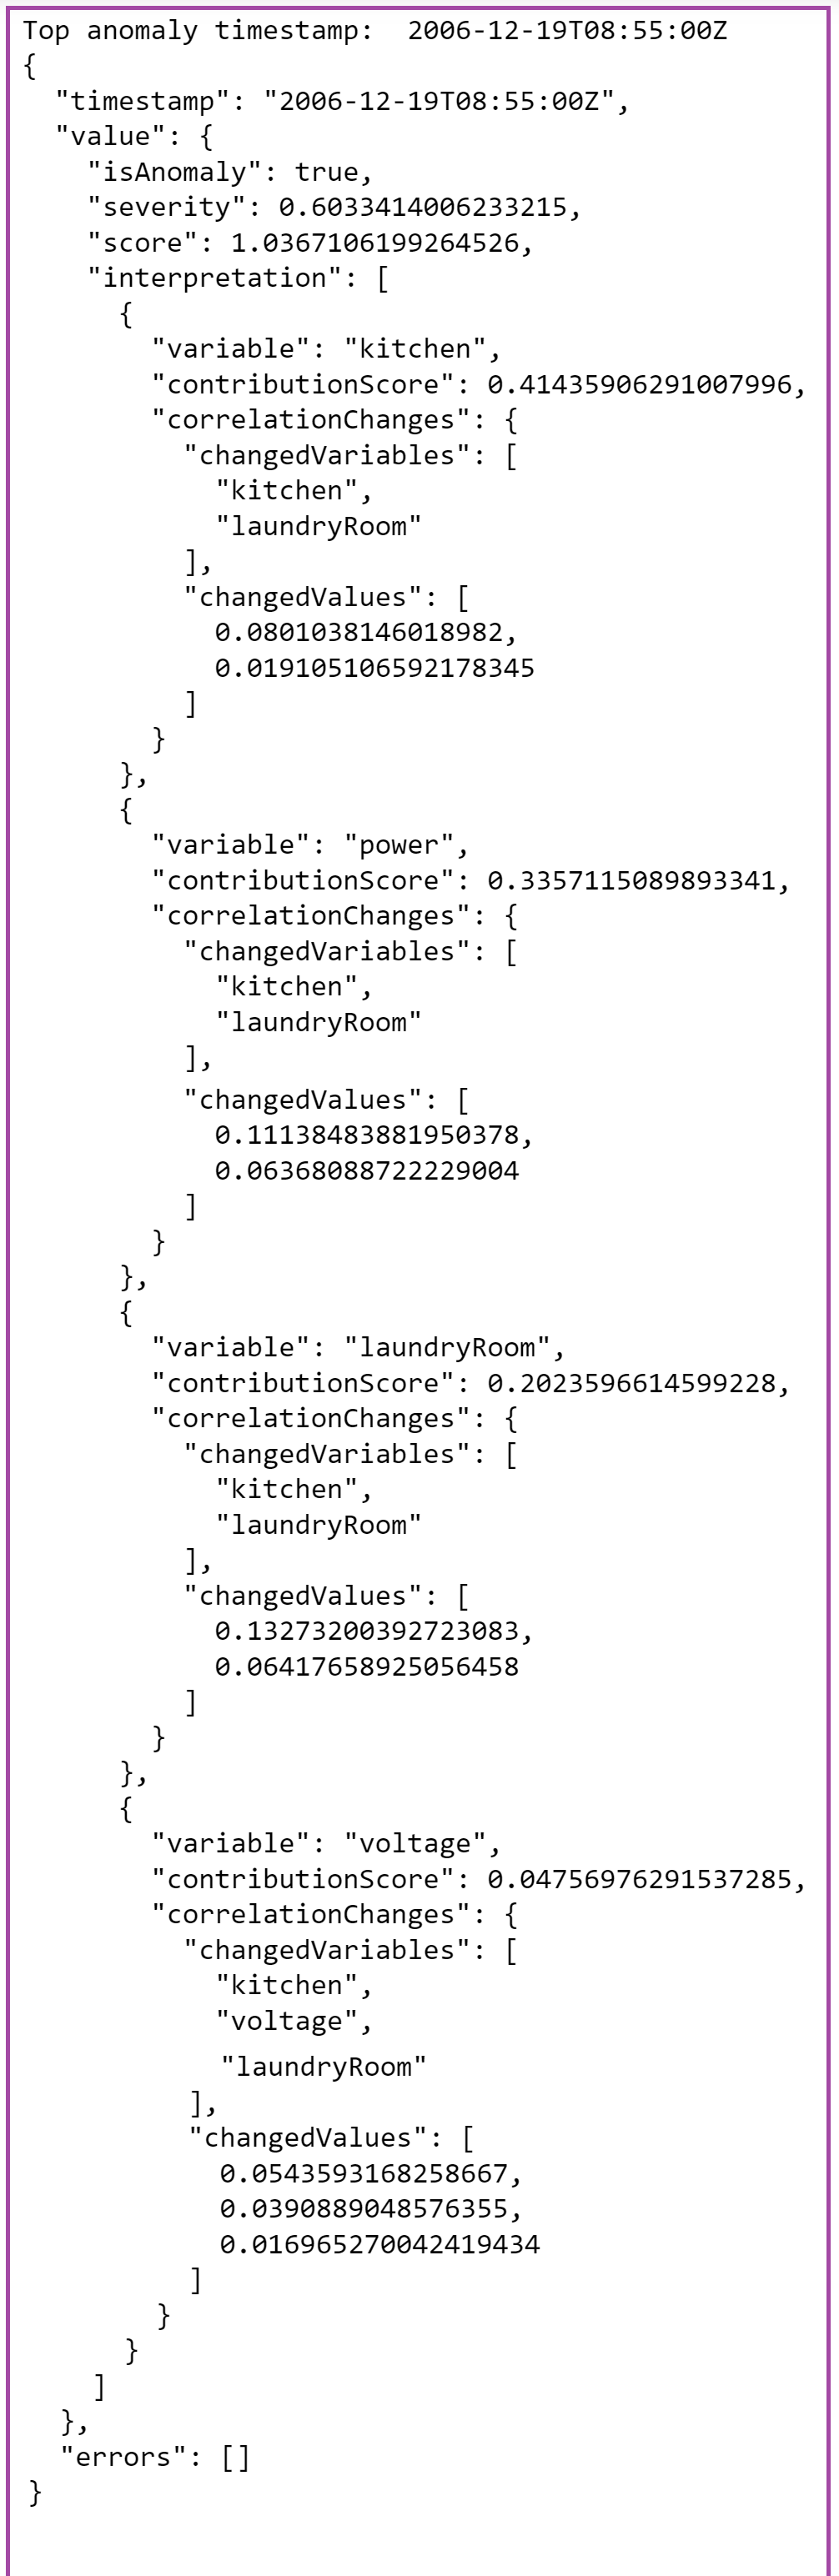 Top anomaly timestamp:  2006-12-19T08:55:00Z
{
  "timestamp": "2006-12-19T08:55:00Z",
  "value": {
    "isAnomaly": true,
    "severity": 0.6033414006233215,
    "score": 1.0367106199264526,
    "interpretation": [
      {
        "variable": "kitchen",
        "contributionScore": 0.41435906291007996,
        "correlationChanges": {
          "changedVariables": [
            "kitchen",
            "laundryRoom"
          ],
          "changedValues": [
            0.0801038146018982,
            0.019105106592178345
          ]
        }
      },
      {
        "variable": "power",
        "contributionScore": 0.3357115089893341,
        "correlationChanges": {
          "changedVariables": [
            "kitchen",
            "laundryRoom"
          ],
          "changedValues": [
            0.11138483881950378,
            0.06368088722229004
          ]
        }
      },
      {
        "variable": "laundryRoom",
        "contributionScore": 0.2023596614599228,
        "correlationChanges": {
          "changedVariables": [
            "kitchen",
            "laundryRoom"
          ],
          "changedValues": [
            0.13273200392723083,
            0.06417658925056458
          ]
        }
      },
      {
        "variable": "voltage",
        "contributionScore": 0.04756976291537285,
        "correlationChanges": {
          "changedVariables": [
            "kitchen",
            "voltage",
            "laundryRoom"
          ],
          "changedValues": [
            0.0543593168258667,
            0.0390889048576355,
            0.016965270042419434
          ]
        }
      }
    ]
  },
  "errors": []
}